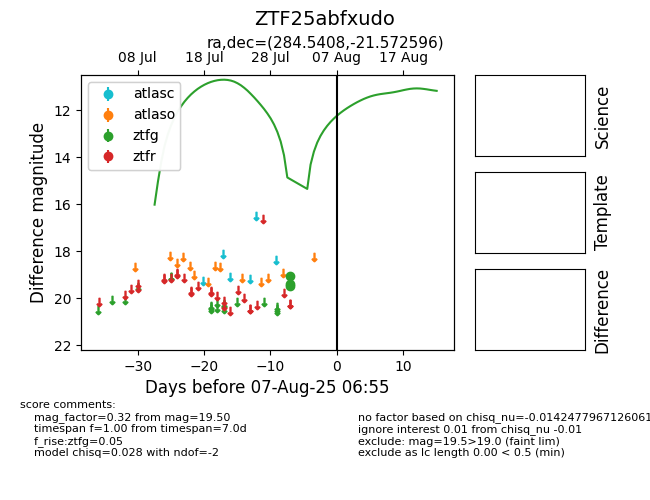 ZTF25abfxudo
ra,dec=(284.5408,-21.572596)
08 Jul 18 Jul 28 Jul 07 Aug 17 Aug
atlasc
atlaso
ztfg
ztfr
12
14
16
18
20
22
Difference magnitude
−30 −20 −10 0 10
Days before 07-Aug-25 06:55
Science
Template
Difference
score comments:
mag_factor=0.32 from mag=19.50
timespan f=1.00 from timespan=7.0d
f_rise:ztfg=0.05
model chisq=0.028 with ndof=-2
no factor based on chisq_nu=-0.0142477967126061
ignore interest 0.01 from chisq_nu -0.01
exclude: mag=19.5>19.0 (faint lim)
exclude as lc length 0.00 < 0.5 (min)